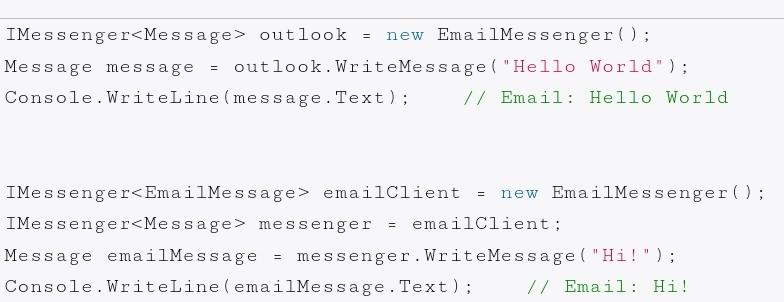 IMessenger<Message> outlook = new EmailMessenger();
Message message = outlook.WriteMessage("Hello World");
Console.WriteLine(message.Text);    // Email: Hello World
IMessenger<EmailMessage> emailClient = new EmailMessenger();
IMessenger<Message> messenger = emailClient;
Message emailMessage = messenger.WriteMessage("Hi!");
Console.WriteLine(emailMessage.Text);    // Email: Hi!